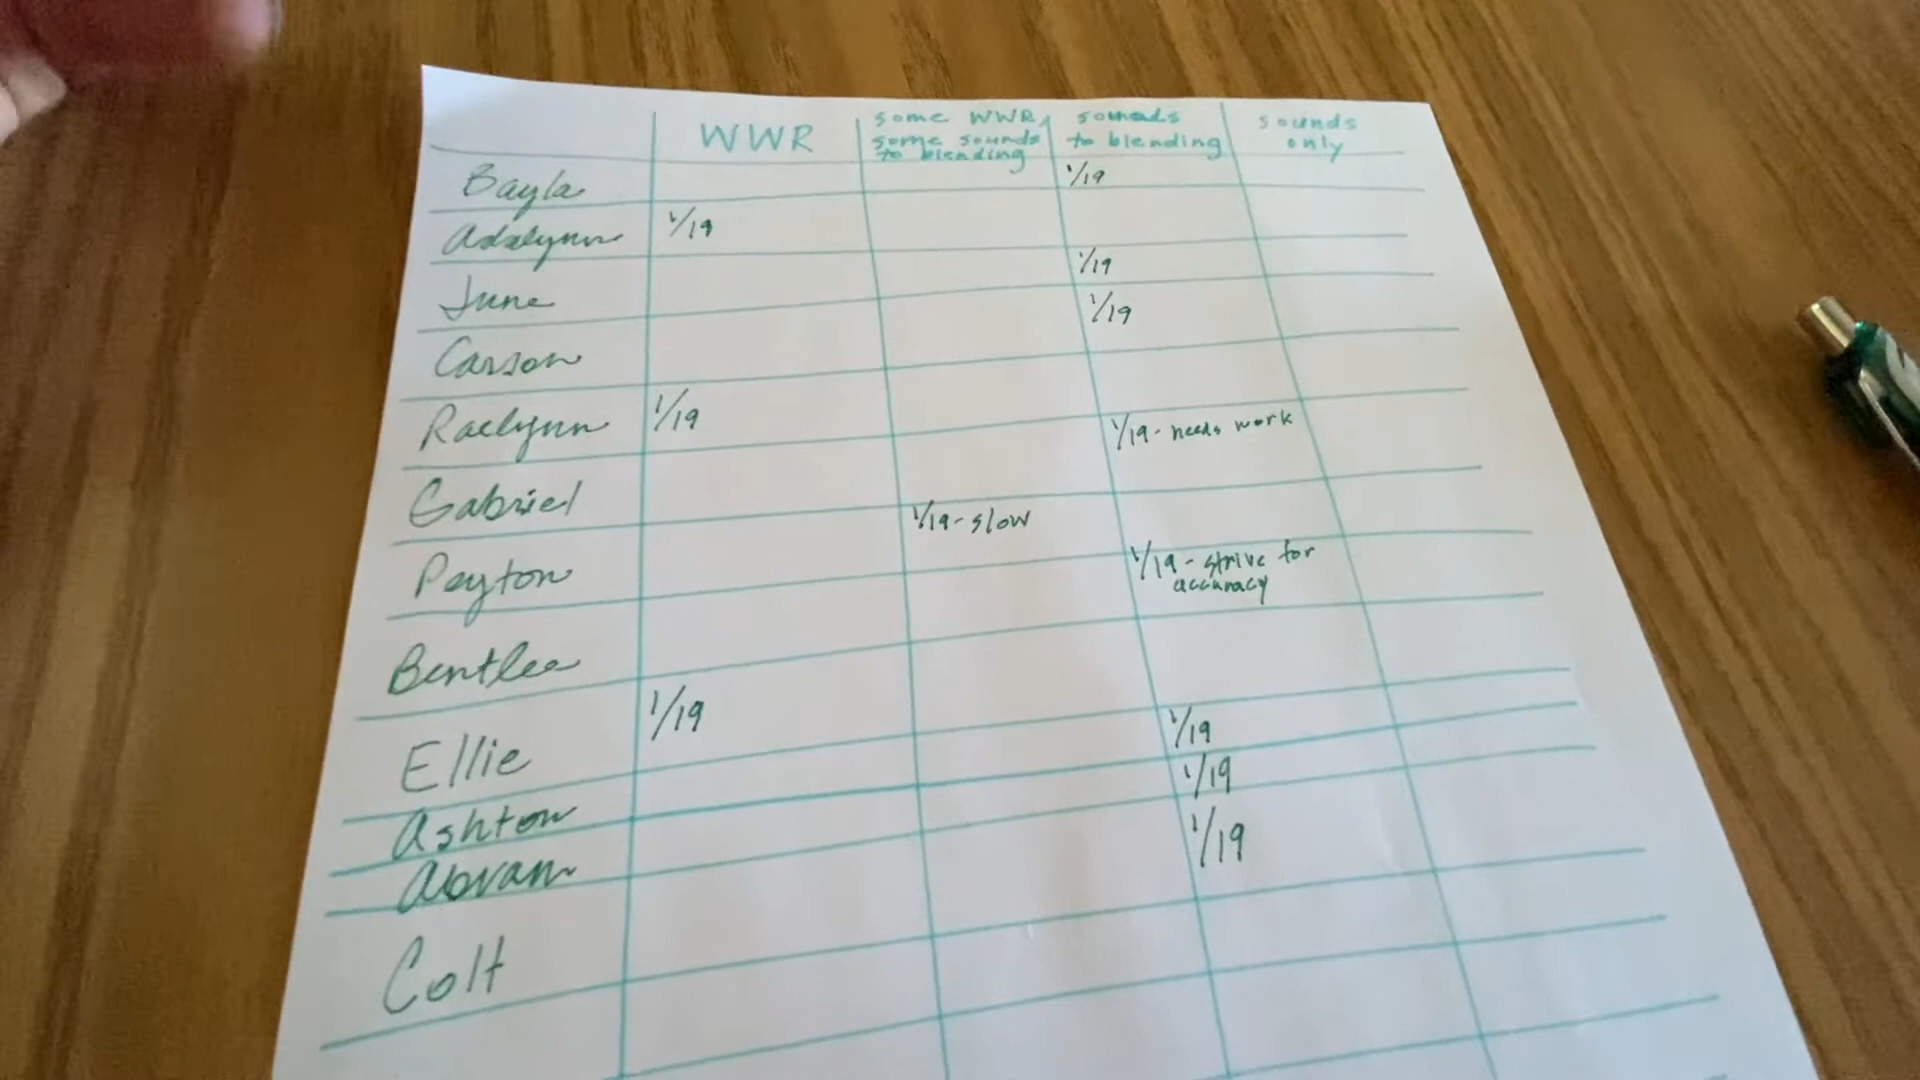 WWR
some WWR,
some sounds
to blending
sounds
to blending
sounds
only
Bayla 1/19
Adalynn 1/19
June 1/19
Carson 1/19
Raelynn 1/19
Gabriel 1/19- needs work
Peyton 1/19- slow
Bentlee 1/19 - strive for
accuracy
Ellie 1/19
Ashton 1/19
Abram 1/19
Colt 1/19